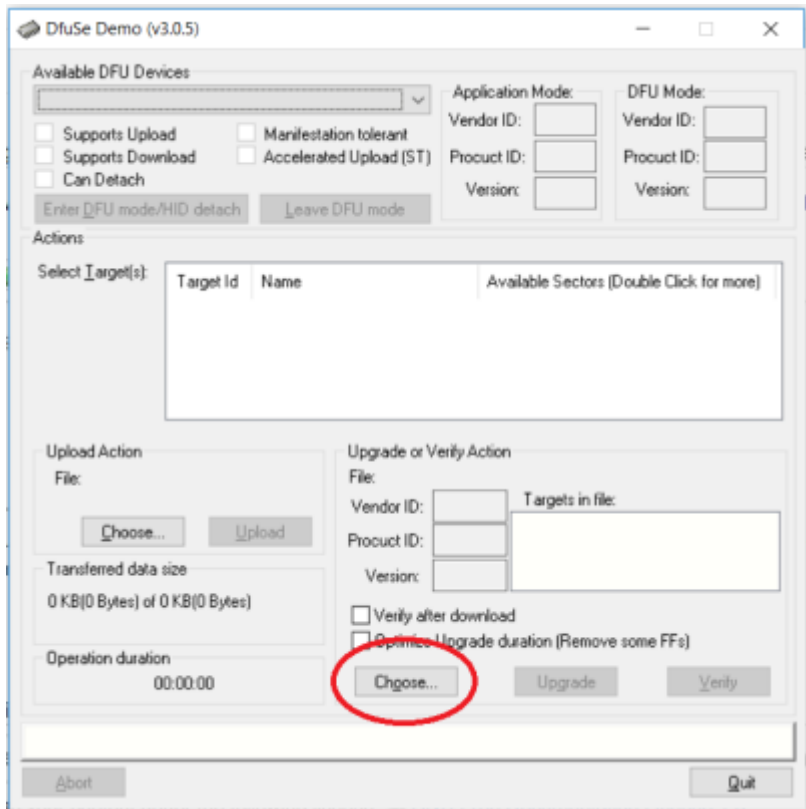 DfuSe Demo (v3.0.5)
Available DFU Devices
Supports Upload
Manifestation tolerant
Supports Download
Accelerated Upload (ST)
Can Detach
Enter DFU mode/HID detach
Leave DFU mode
Application Mode:
Vendor ID:
Procuct ID:
Version:
DFU Mode:
Vendor ID:
Procuct ID:
Version:
Actions
Select Target(s):
Target Id Name Available Sectors (Double Click for more)
Upload Action
File:
Choose...
Upload
Transferred data size
0 KB(0 Bytes) of 0 KB(0 Bytes)
Operation duration
00:00:00
Upgrade or Verify Action
File:
Vendor ID:
Procuct ID:
Version:
Targets in file:
Verify after download
Optimize Upgrade duration (Remove some FFs)
Choose...
Upgrade
Verify
Abort
Quit